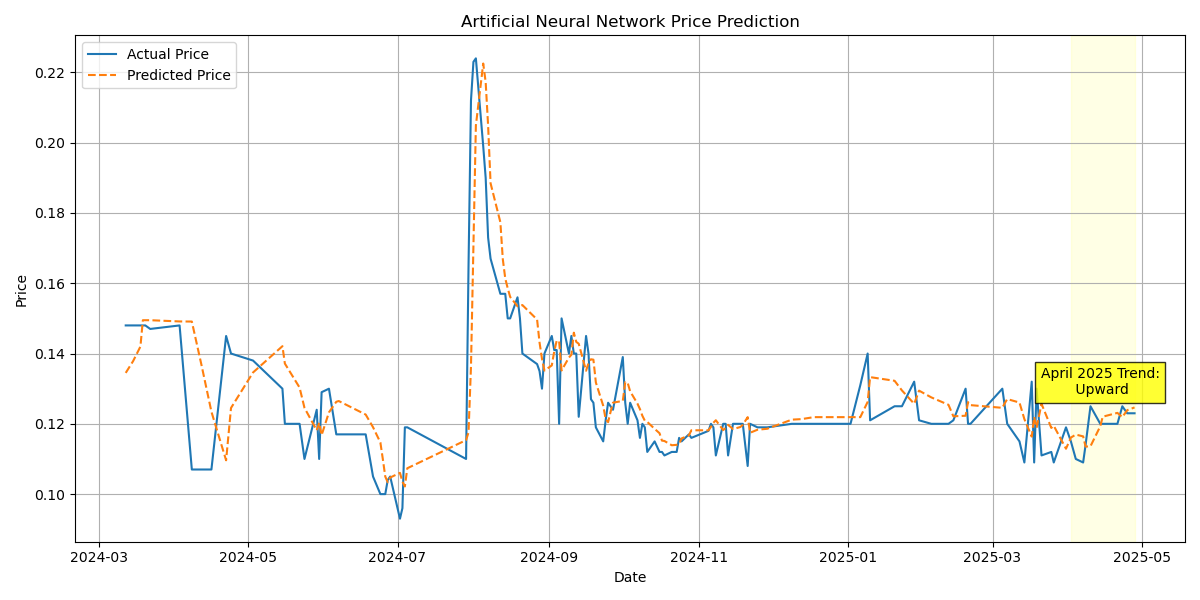 Artificial Neural Network Price Prediction
Actual Price
Predicted Price
Price
0.22
0.20
0.18
0.16
0.14
0.12
0.10
April 2025 Trend:
Upward
2024-03 2024-05 2024-07 2024-09 2024-11 2025-01 2025-03 2025-05
Date